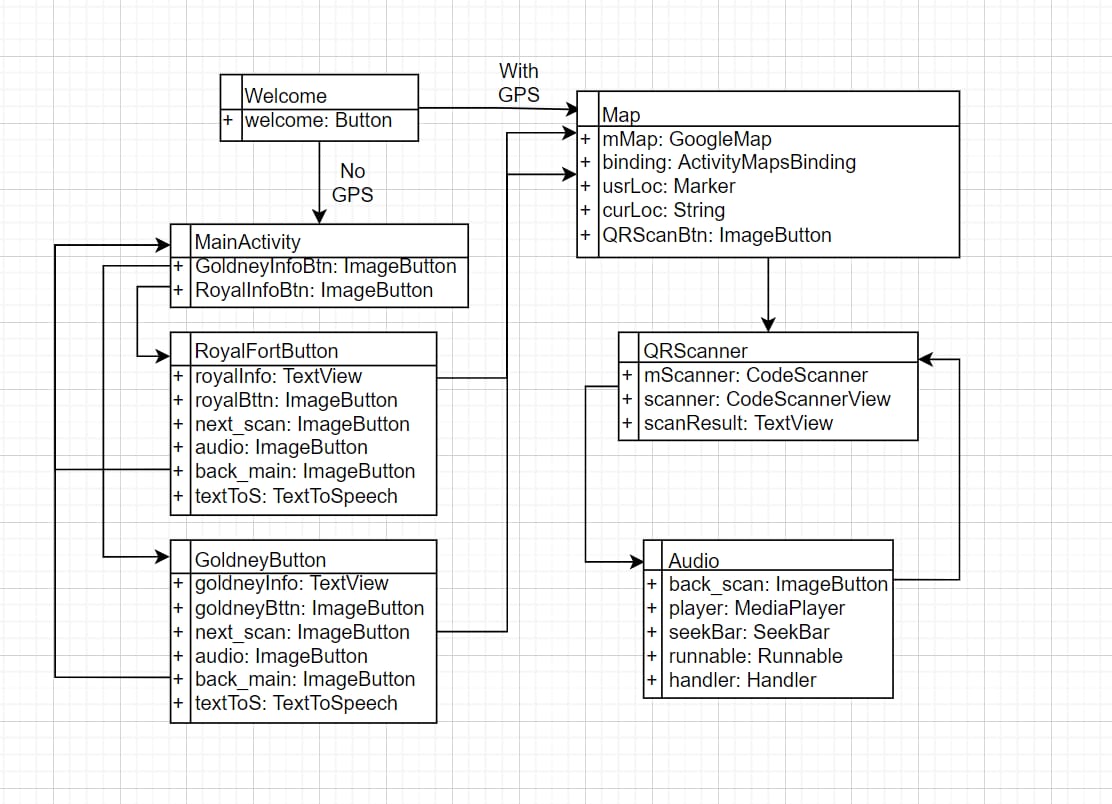 With
GPS
Welcome
+ welcome: Button
No
GPS
Map
+ mMap: GoogleMap
+ binding: ActivityMapsBinding
+ usrLoc: Marker
+ curLoc: String
+ QRScanBtn: ImageButton
MainActivity
+ GoldneyInfoBtn: ImageButton
+ RoyalInfoBtn: ImageButton
RoyalFortButton
+ royalInfo: TextView
+ royalBttn: ImageButton
+ next_scan: ImageButton
+ audio: ImageButton
+ back_main: ImageButton
+ textToS: TextToSpeech
QRScanner
+ mScanner: CodeScanner
+ scanner: CodeScannerView
+ scanResult: TextView
GoldneyButton
+ goldneyInfo: TextView
+ goldneyBttn: ImageButton
+ next_scan: ImageButton
+ audio: ImageButton
+ back_main: ImageButton
+ textToS: TextToSpeech
Audio
+ back_scan: ImageButton
+ player: MediaPlayer
+ seekBar: SeekBar
+ runnable: Runnable
+ handler: Handler